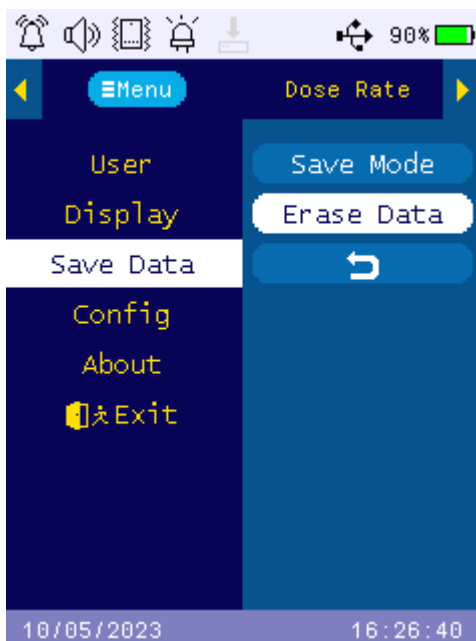 90%
≡Menu Dose Rate
User
Display
Save Data
Config
About
Exit
Save Mode
Erase Data
10/05/2023 16:26:40